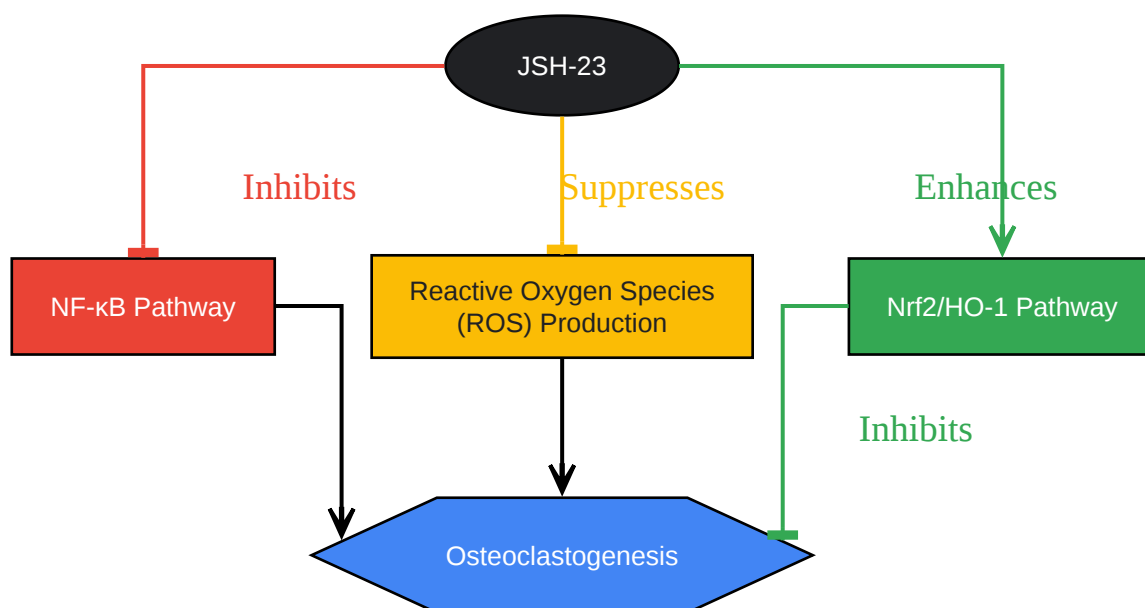 JSH-23
Inhibits
Suppresses
Enhances
NF-κB Pathway
Reactive Oxygen Species
(ROS) Production
Nrf2/HO-1 Pathway
Inhibits
Osteoclastogenesis